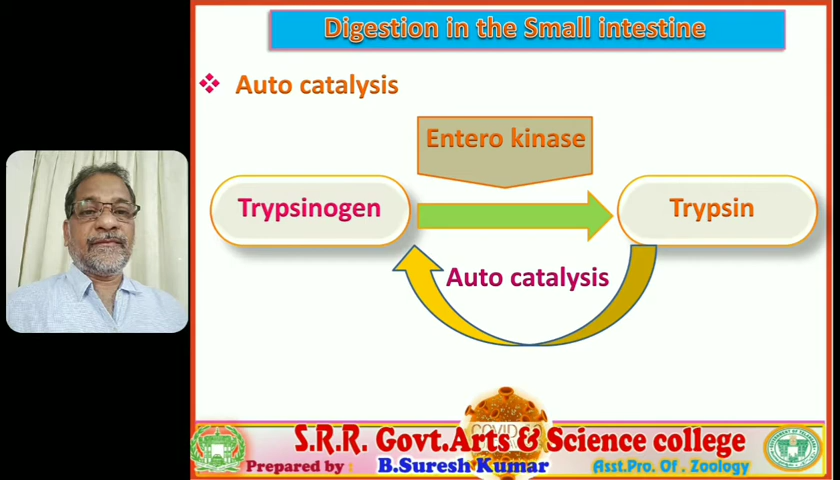 Digestion in the Small intestine
Auto catalysis
Entero kinase
Trypsinogen
Trypsin
Auto catalysis
COVID
S.R.R. Govt.Arts & Science college
Prepared by : B.Suresh Kumar Asst.Pro. Of . Zoology